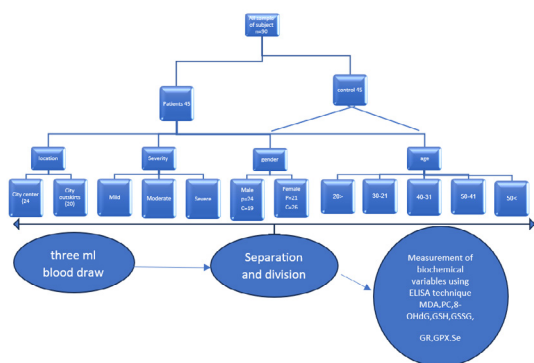 All sample
of subject
n=90
Patients 45
control 45
location
Severity
gender
age
City center
(24
City
outskirts
(20)
Mild
Moderate
Severe
Male
P=24
C=19
Female
P=21
C=26
20>
30-21
40-31
50-41
50<
three ml
blood draw
Separation
and division
Measurement of
biochemical
variables using
ELISA technique
MDA,PC,8-
OHdG,GSH,GSSG,
GR,GPX.Se